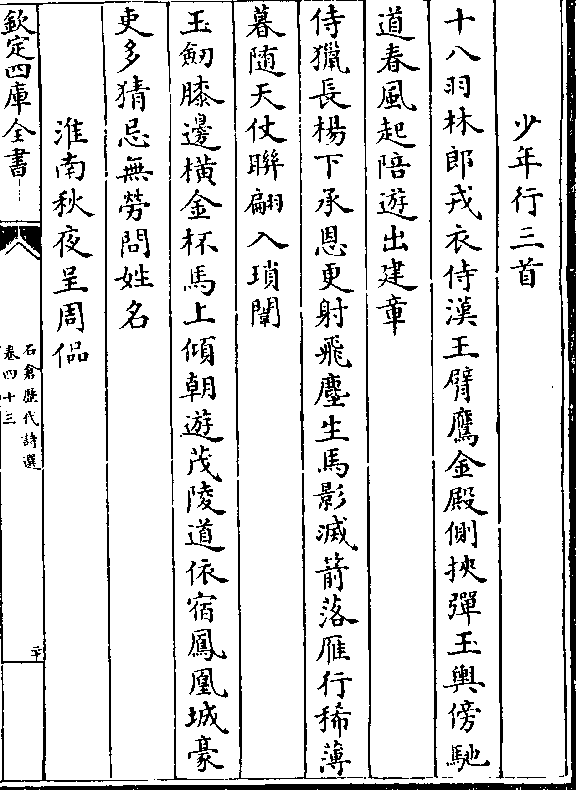 少年行三首
十八羽林郎戎衣侍漢王臂鷹金殿側挾彈玉輿傍馳
道春風起陪遊出建章
侍獵長楊下承恩更射飛塵生馬影滅箭落雁行稀薄
暮随天仗聯翩入瑣闈
玉劒膝邊横金杯馬上傾朝遊茂陵道依宿鳳凰城豪
吏多猜忌無勞問姓名
淮南秋夜呈周侶
欽定四庫全書
石倉歷代詩選
卷四十三
二十